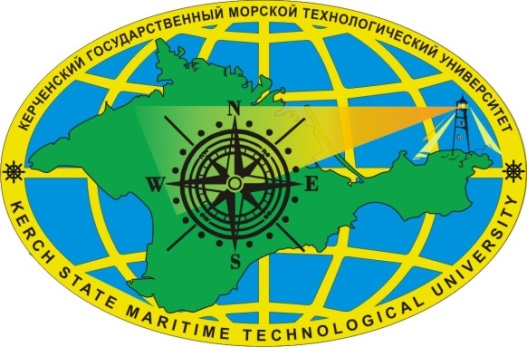 КЕРЧЕНСКИЙ ГОСУДАРСТВЕННЫЙ МОРСКОЙ ТЕХНОЛОГИЧЕСКИЙ УНИВЕРСИТЕТ
N
W E
S
KERCH STATE MARITIME TECHNOLOGICAL UNIVERSITY